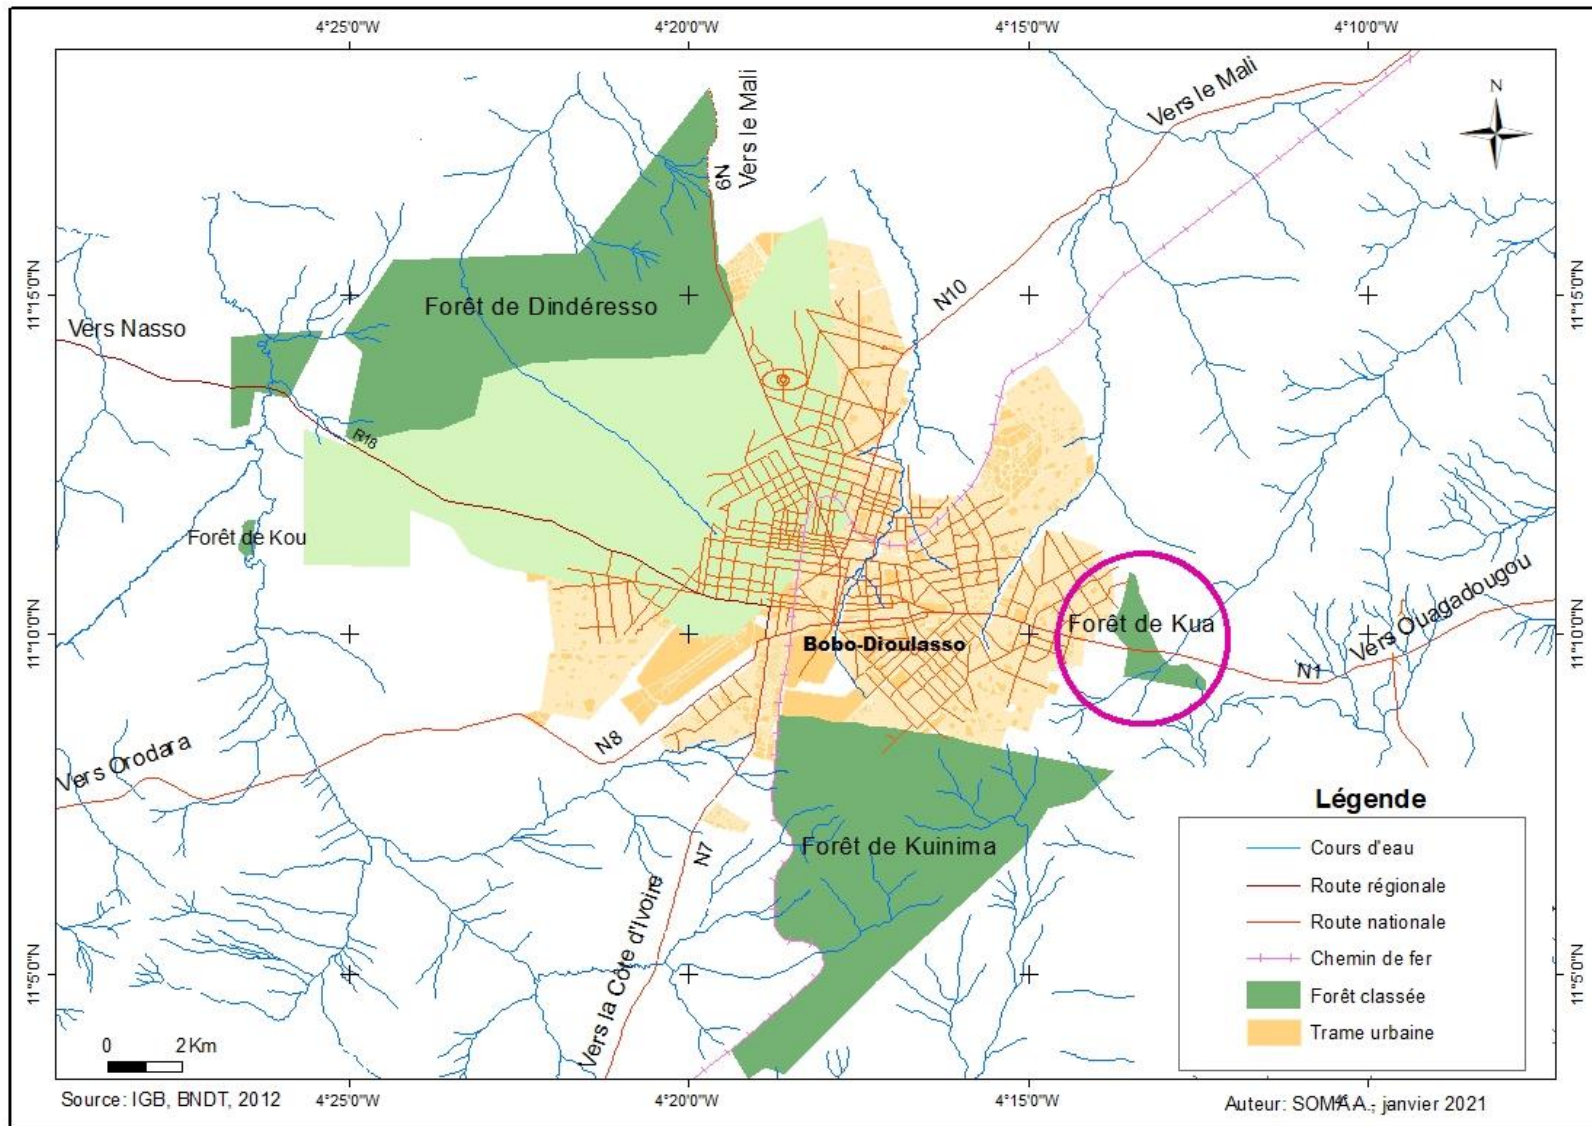 4°25'0"W 4°20'0"W 4°15'0"W 4°10'0"W
N
Vers le Mali
Vers le Mali
N6
11°15'0"N
11°15'0"N
N10
Forêt de Dindéresso
Vers Nasso
R18
Forêt de Kou
Forêt de Kua
Vers Ouagadougou
11°10'0"N
11°10'0"N
Bobo-Dioulasso
N1
N8
Vers Orodara
Légende
Forêt de Kuinima
N7
Cours d'eau
Route régionale
Vers la Côte d'Ivoire
Route nationale
Chemin de fer
11°5'0"N
11°5'0"N
Forêt classée
Trame urbaine
0 2 Km
Source: IGB, BNDT, 2012
4°25'0"W 4°20'0"W 4°15'0"W
Auteur: SOMA A., janvier 2021